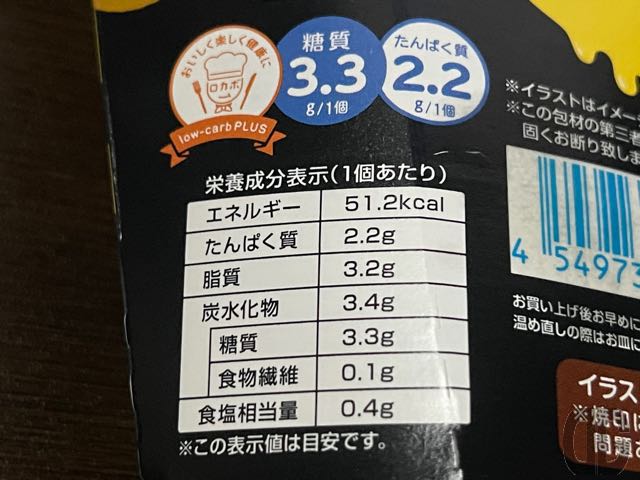 おいしく楽しく健康に
ロカボ
low-carb PLUS
糖質
3.3
g/1個
たんぱく質
2.2
g/1個
※イラストはイメー
※この包材の第三者
固くお断り致しま
栄養成分表示(1個あたり)
エネルギー 51.2kcal
たんぱく質 2.2g
脂質 3.2g
炭水化物 3.4g
糖質 3.3g
食物繊維 0.1g
食塩相当量 0.4g
※この表示値は目安です。
4 54973
お買い上げ後お早めに
温め直しの際はお皿に
イラス
※焼印は
問題あ